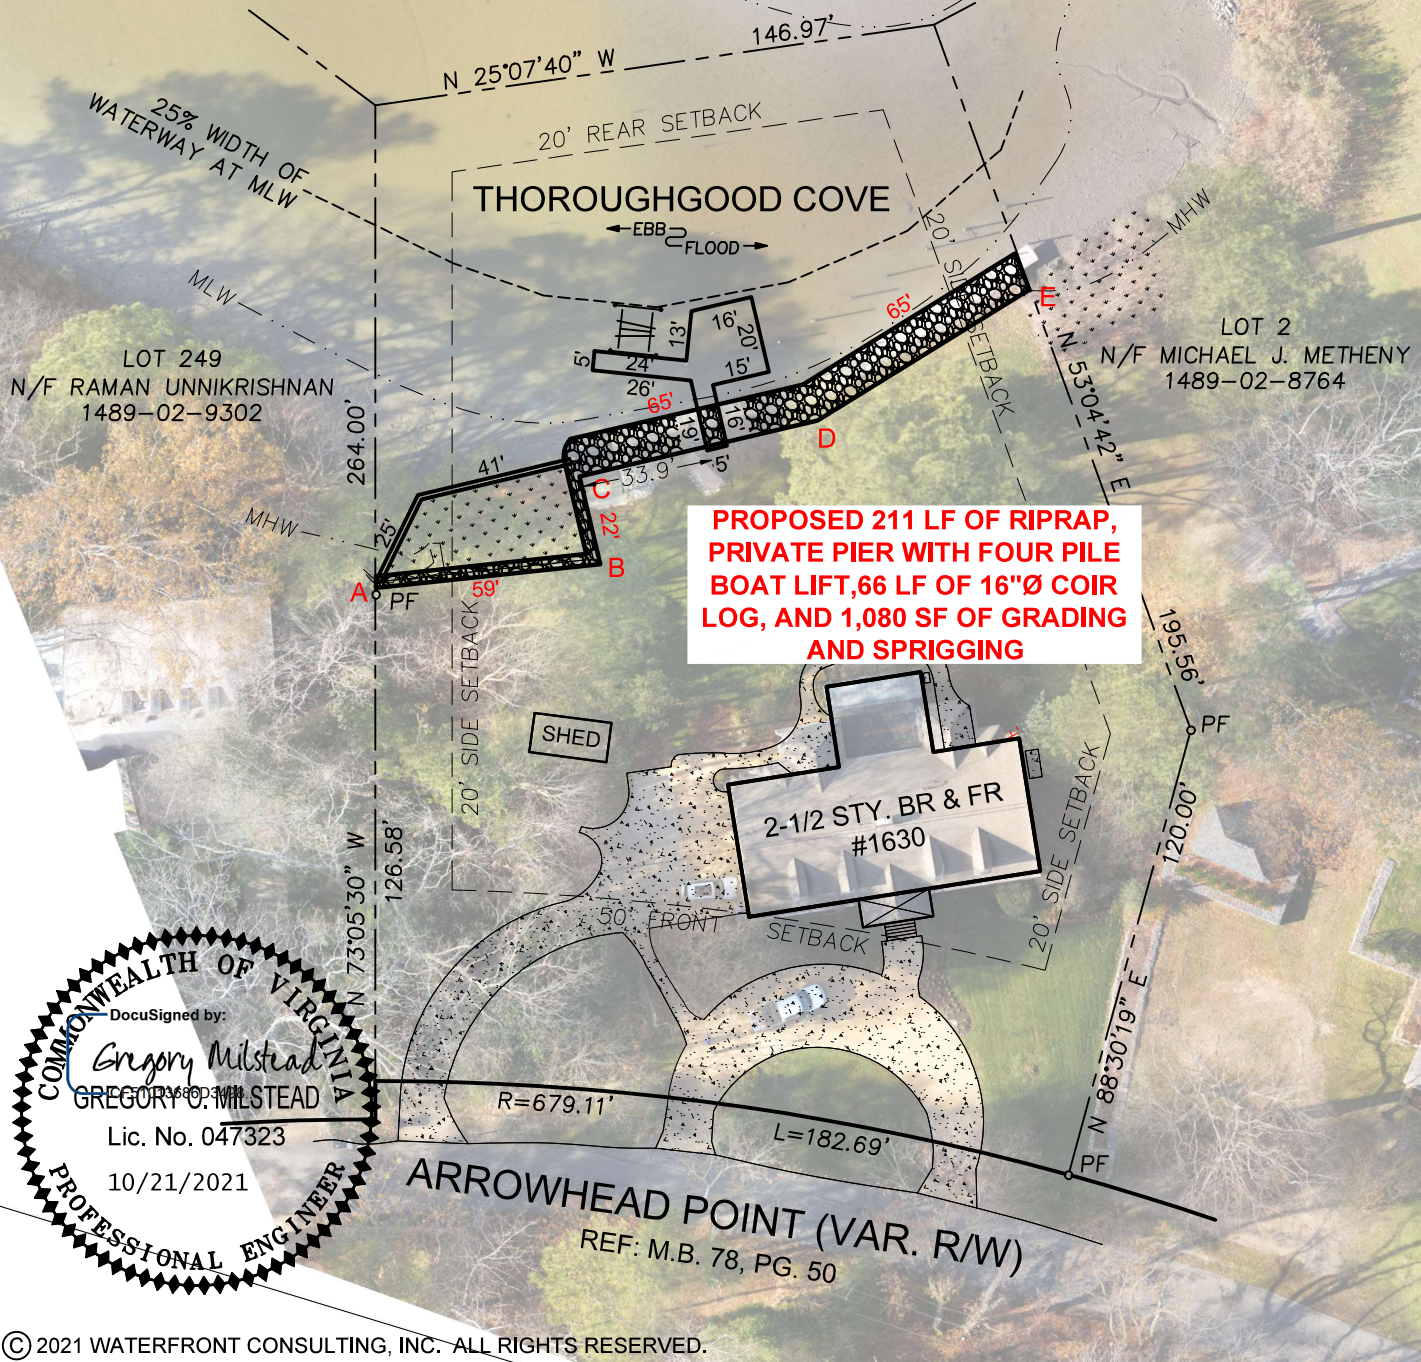 146.97'
N 25°07'40" W
25% WIDTH OF
WATERWAY AT MLW
20' REAR SETBACK
THOROUGHGOOD COVE
EBB
FLOOD
20' SIDE SETBACK
MHW
MLW
LOT 249
N/F RAMAN UNNIKRISHNAN
1489-02-9302
LOT 2
N/F MICHAEL J. METHENY
1489-02-8764
E
65'
16'
13'
20'
5'
24'
26'
15'
65'
19'
16'
D
33.9'
5'
41'
C
22'
25'
B
59'
A
PF
MHW
264.00'
N 53°04'42" E
195.56'
PF
PROPOSED 211 LF OF RIPRAP,
PRIVATE PIER WITH FOUR PILE
BOAT LIFT,66 LF OF 16"Ø COIR
LOG, AND 1,080 SF OF GRADING
AND SPRIGGING
20' SIDE SETBACK
SHED
2-1/2 STY. BR & FR
#1630
20' SIDE SETBACK
120.00'
N 88°30'19" E
PF
50' FRONT SETBACK
N 73°05'30" W
126.58'
R=679.11'
L=182.69'
ARROWHEAD POINT (VAR. R/W)
REF: M.B. 78, PG. 50
COMMONWEALTH OF VIRGINIA
DocuSigned by:
Gregory Milstead
GREGORY O. MILSTEAD
Lic. No. 047323
10/21/2021
PROFESSIONAL ENGINEER
© 2021 WATERFRONT CONSULTING, INC. ALL RIGHTS RESERVED.